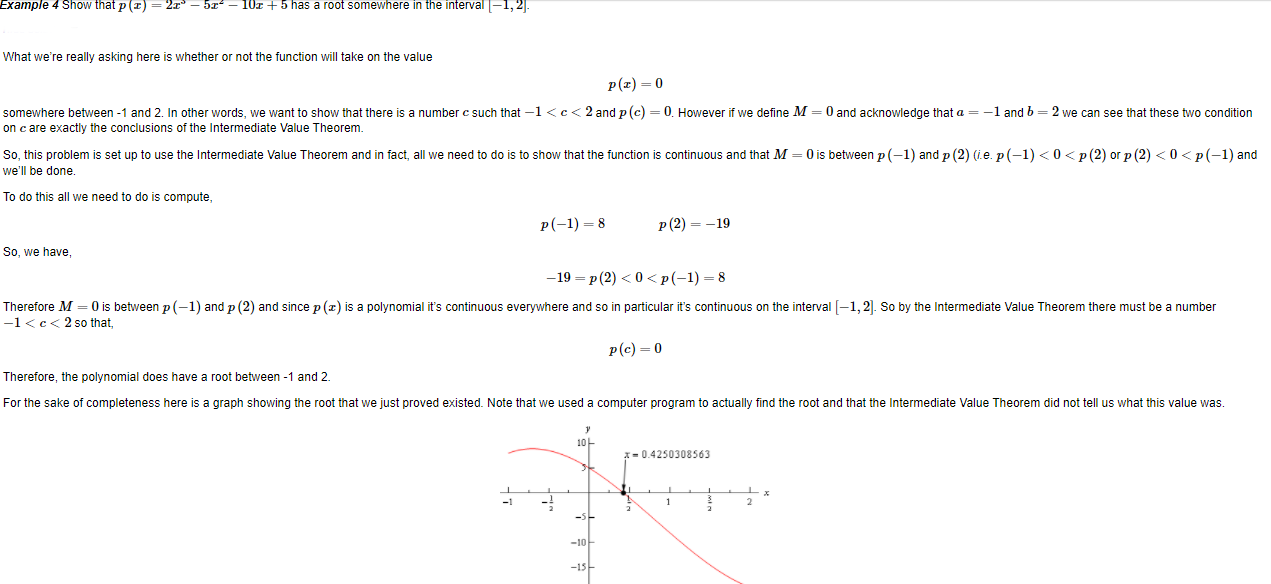 Example 4 Show that p(x) = 2x³ − 5x² − 10x + 5 has a root somewhere in the interval [−1, 2].
What we're really asking here is whether or not the function will take on the value
p(x) = 0
somewhere between -1 and 2. In other words, we want to show that there is a number c such that −1 < c < 2 and p(c) = 0. However if we define M = 0 and acknowledge that a = −1 and b = 2 we can see that these two condition
on c are exactly the conclusions of the Intermediate Value Theorem.
So, this problem is set up to use the Intermediate Value Theorem and in fact, all we need to do is to show that the function is continuous and that M = 0 is between p(−1) and p(2) (i.e. p(−1) < 0 < p(2) or p(2) < 0 < p(−1) and
we'll be done.
To do this all we need to do is compute,
p(−1) = 8 p(2) = −19
So, we have,
−19 = p(2) < 0 < p(−1) = 8
Therefore M = 0 is between p(−1) and p(2) and since p(x) is a polynomial it's continuous everywhere and so in particular it's continuous on the interval [−1, 2]. So by the Intermediate Value Theorem there must be a number
−1 < c < 2 so that,
p(c) = 0
Therefore, the polynomial does have a root between -1 and 2.
For the sake of completeness here is a graph showing the root that we just proved existed. Note that we used a computer program to actually find the root and that the Intermediate Value Theorem did not tell us what this value was.
y
10
x = 0.4250308563
5
x
−1 −1/2 1/2 1 3/2 2
−5
−10
−15